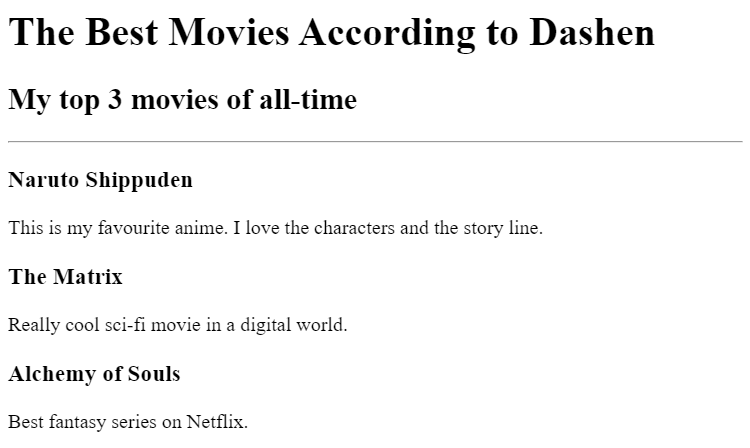 The Best Movies According to Dashen
My top 3 movies of all-time
Naruto Shippuden
This is my favourite anime. I love the characters and the story line.
The Matrix
Really cool sci-fi movie in a digital world.
Alchemy of Souls
Best fantasy series on Netflix.